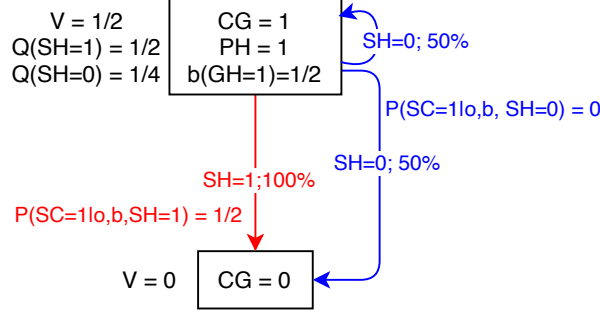 V = 1/2
Q(SH=1) = 1/2
Q(SH=0) = 1/4
CG = 1
PH = 1
b(GH=1)=1/2
SH=0; 50%
P(SC=1lo,b, SH=0) = 0
SH=0; 50%
SH=1;100%
P(SC=1lo,b,SH=1) = 1/2
V = 0
CG = 0